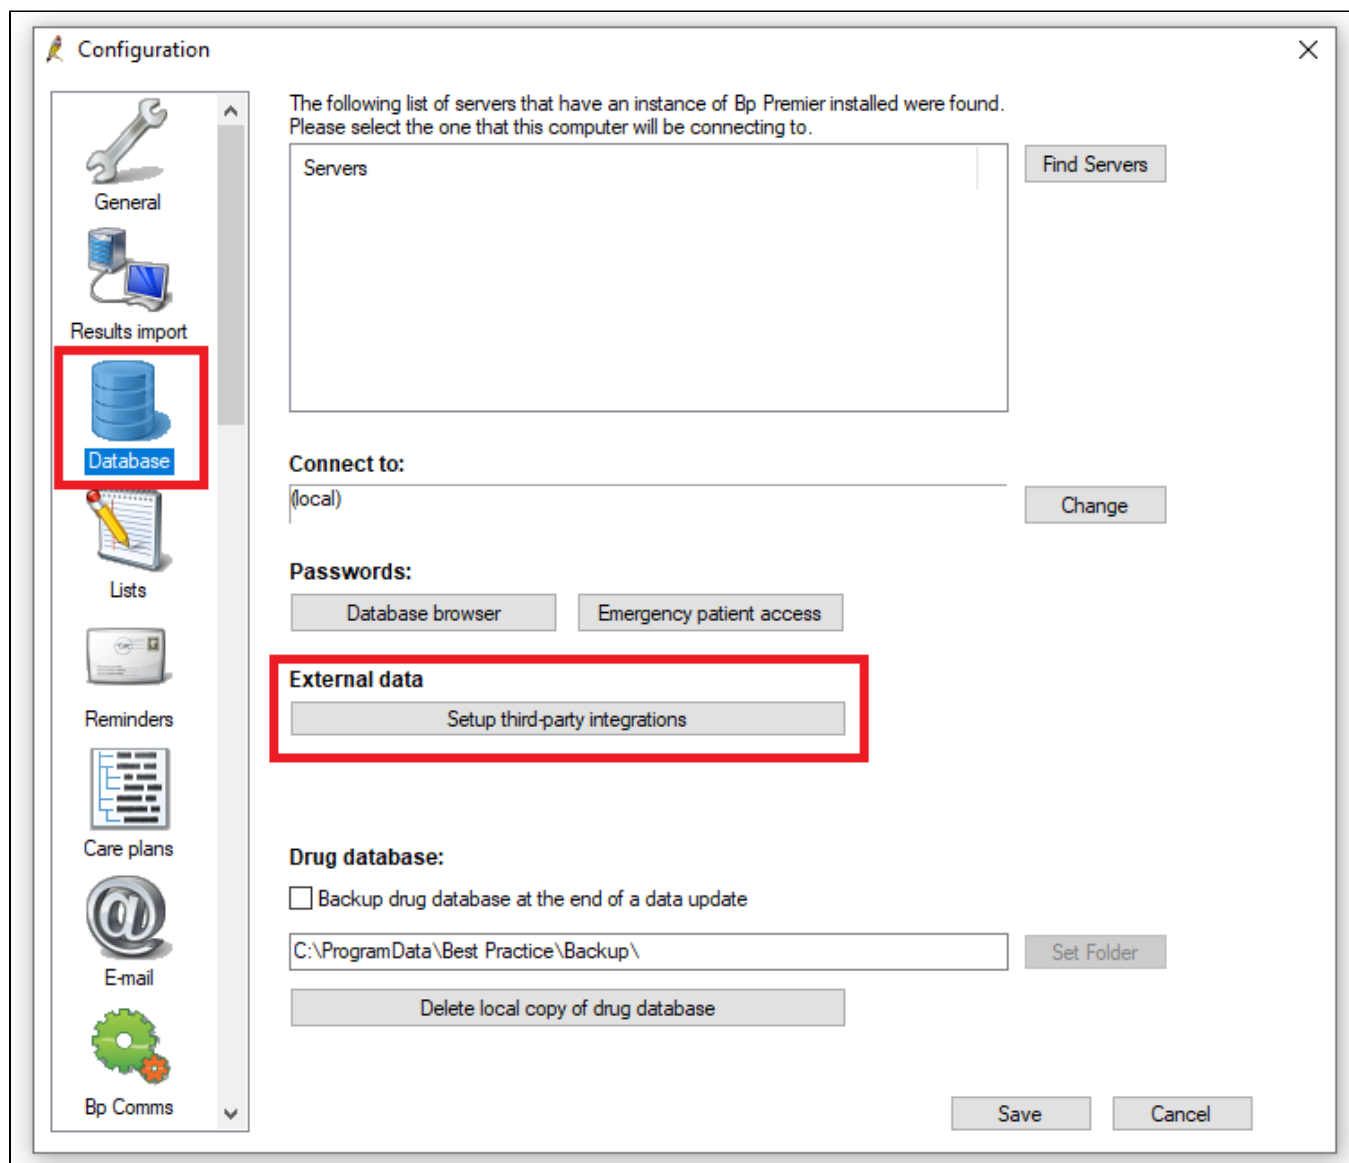 Configuration
General
Results import
Database
Lists
Reminders
Care plans
E-mail
Bp Comms
The following list of servers that have an instance of Bp Premier installed were found.
Please select the one that this computer will be connecting to.
Servers
Find Servers
Connect to:
(local)
Change
Passwords:
Database browser
Emergency patient access
External data
Setup third-party integrations
Drug database:
Backup drug database at the end of a data update
C:\ProgramData\Best Practice\Backup\
Set Folder
Delete local copy of drug database
Save
Cancel